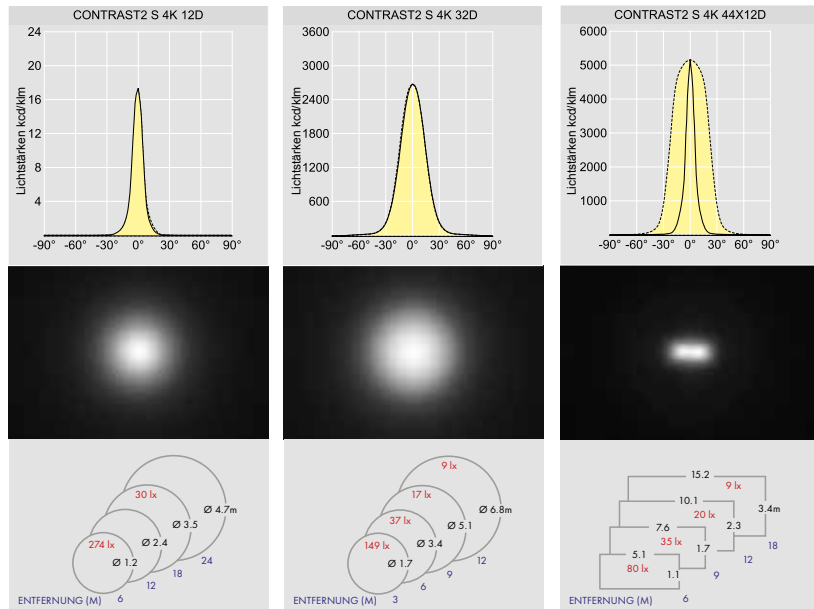 CONTRAST2 S 4K 12D
24
20
16
12
8
4
Lichtstärken kcd/klm
-90° -60° -30° 0° 30° 60° 90°
30 lx
274 lx
Ø 4.7m
Ø 3.5
Ø 2.4
Ø 1.2
24
18
12
6
ENTFERNUNG (M)
CONTRAST2 S 4K 32D
3600
3000
2400
1800
1200
600
Lichtstärken kcd/klm
-90° -60° -30° 0° 30° 60° 90°
9 lx
17 lx
37 lx
149 lx
Ø 6.8m
Ø 5.1
Ø 3.4
Ø 1.7
12
9
6
3
ENTFERNUNG (M)
CONTRAST2 S 4K 44X12D
6000
5000
4000
3000
2000
1000
Lichtstärken kcd/klm
-90° -60° -30° 0° 30° 60° 90°
15.2
9 lx
3.4m
10.1
20 lx
2.3
7.6
35 lx
1.7
5.1
80 lx
1.1
18
12
9
6
ENTFERNUNG (M)